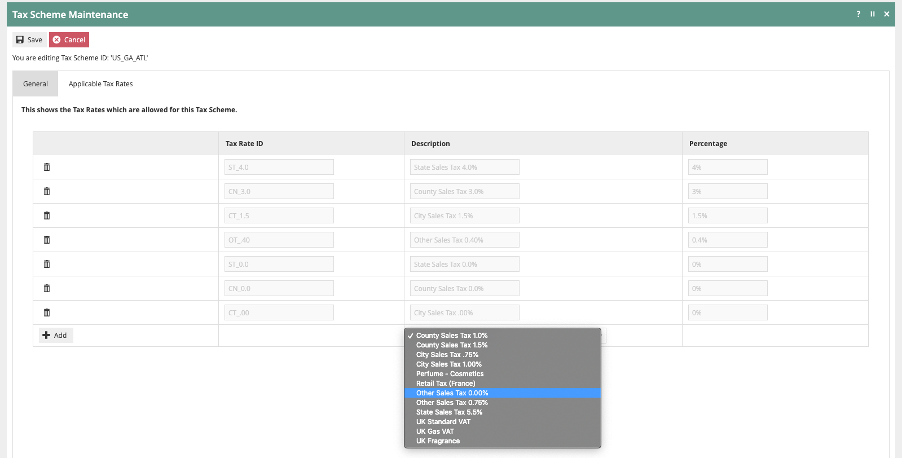 Tax Scheme Maintenance
?
Save Cancel
You are editing Tax Scheme ID: 'US_GA_ATL'
General Applicable Tax Rates
This shows the Tax Rates which are allowed for this Tax Scheme.
Tax Rate ID Description Percentage
ST_4.0 State Sales Tax 4.0% 4%
CN_3.0 County Sales Tax 3.0% 3%
CT_1.5 City Sales Tax 1.5% 1.5%
OT_.40 Other Sales Tax 0.40% 0.4%
ST_0.0 State Sales Tax 0.0% 0%
CN_0.0 County Sales Tax 0.0% 0%
CT_.00 City Sales Tax .00% 0%
Add
County Sales Tax 1.0%
County Sales Tax 1.5%
City Sales Tax .75%
City Sales Tax 1.00%
Perfume - Cosmetics
Retail Tax (France)
Other Sales Tax 0.00%
Other Sales Tax 0.75%
State Sales Tax 5.5%
UK Standard VAT
UK Gas VAT
UK Fragrance